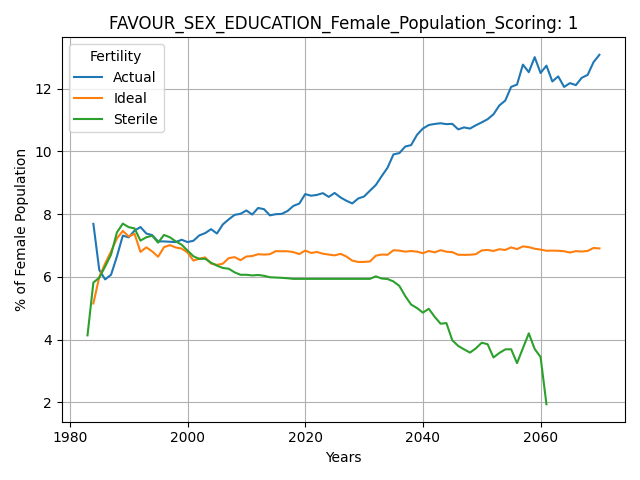 FAVOUR_SEX_EDUCATION_Female_Population_Scoring: 1
Fertility
Actual
Ideal
Sterile
% of Female Population
12
10
8
6
4
2
1980
2000
2020
2040
2060
Years